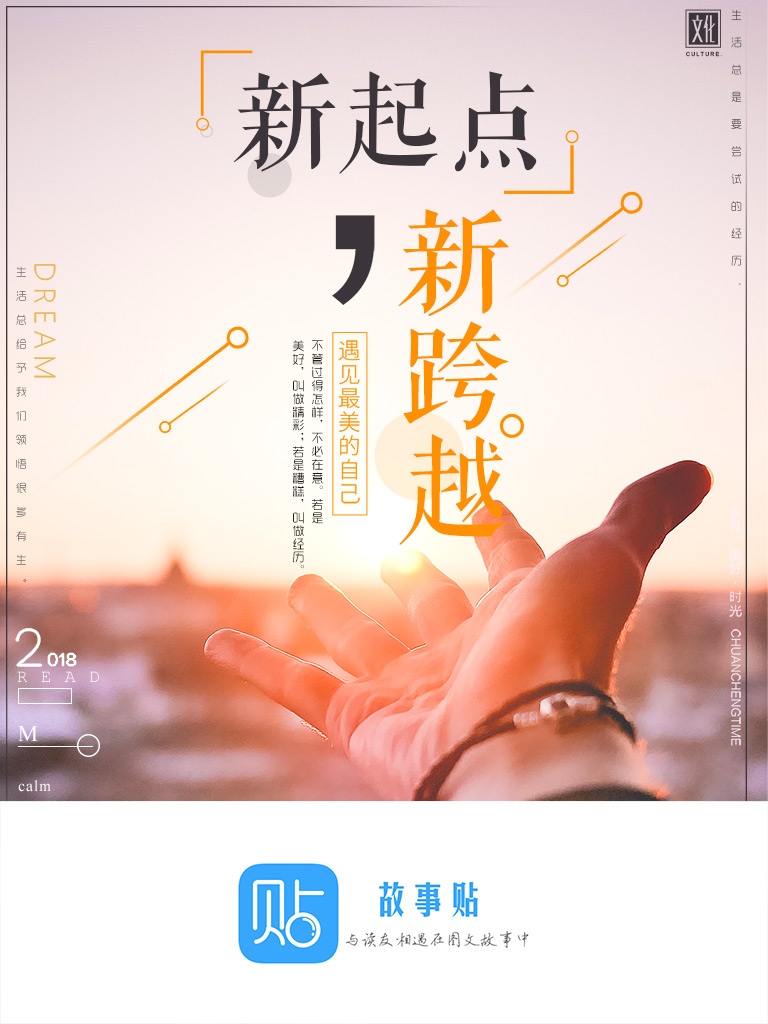 文化
CULTURE.
生活总是要尝试的经历.
新起点
,
新跨越
遇见最美的自己
不管过得怎样，不必在意。若是
美好，叫做精彩；若是糟糕，叫做经历。
DREAM
生活总给予我们领悟很多有生。
2018
READ
M
calm
好·时光 CHUANCHENGTIME
贴
故事贴
与读友相遇在图文故事中